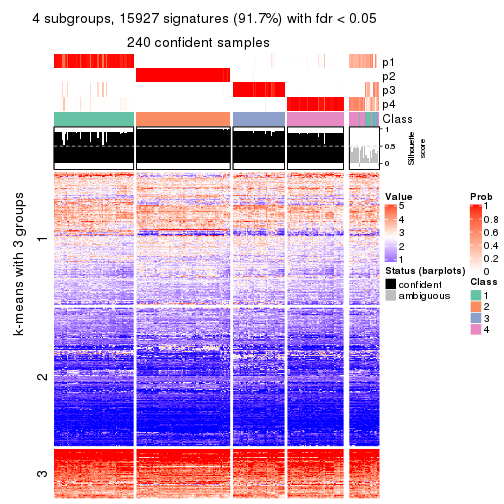 4 subgroups, 15927 signatures (91.7%) with fdr < 0.05
240 confident samples
p1
p2
p3
p4
Class
1
0.5
0
Silhouette
score
k-means with 3 groups
1
2
3
Value
5
4
3
2
1
Status (barplots)
confident
ambiguous
Prob
1
0.8
0.6
0.4
0.2
0
Class
1
2
3
4